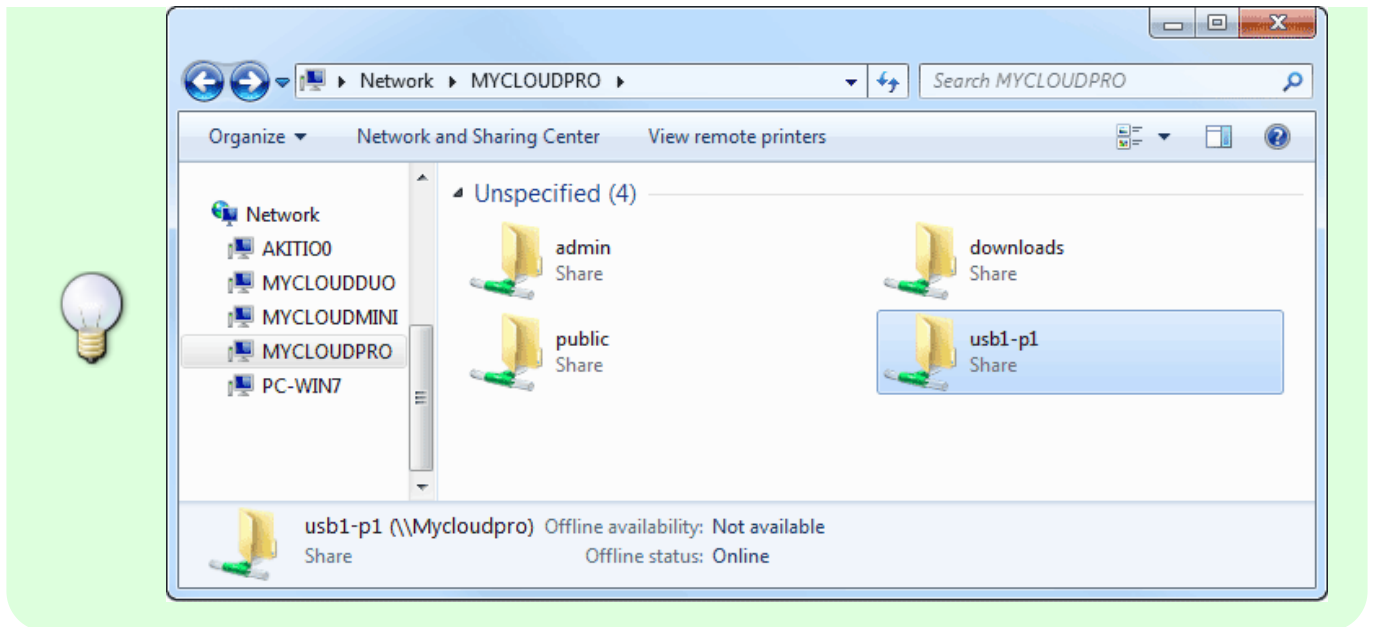 Network MYCLOUDPRO
Search MYCLOUDPRO
Organize Network and Sharing Center View remote printers
Network
AKITIO0
MYCLOUDDUO
MYCLOUDMINI
MYCLOUDPRO
PC-WIN7
Unspecified (4)
admin
Share
downloads
Share
public
Share
usb1-p1
Share
usb1-p1 (\\Mycloudpro) Offline availability: Not available
Share Offline status: Online